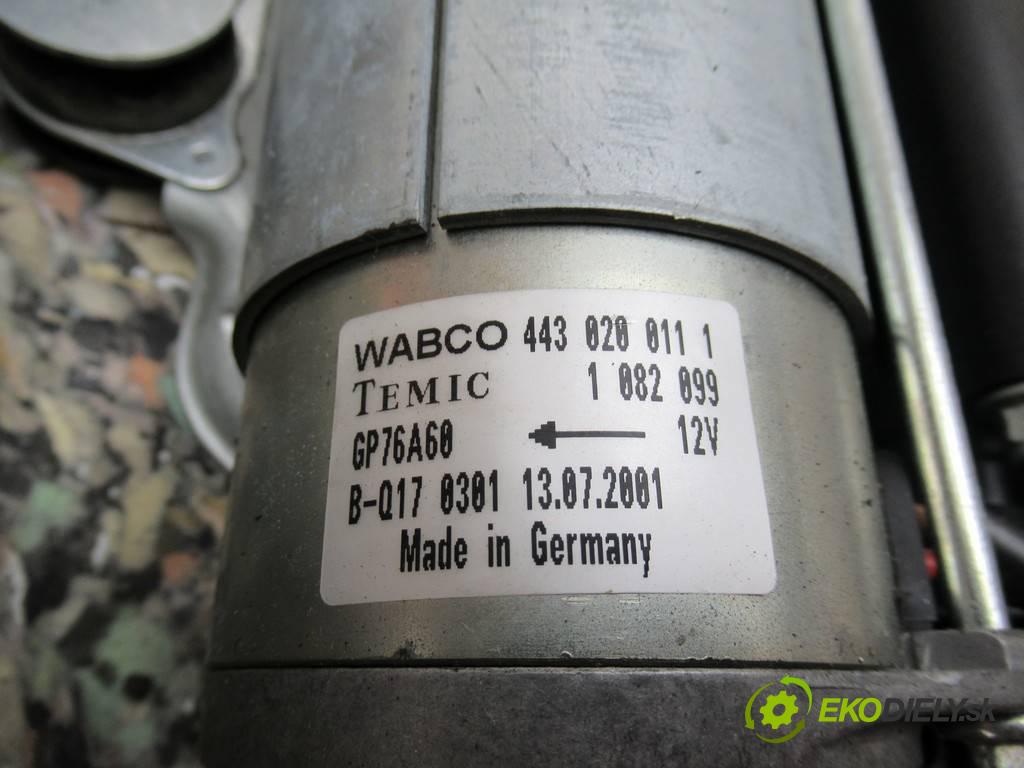 WABCO 443 020 011 1
TEMIC 1 082 099
GP76A60 12V
B-Q17 0301 13.07.2001
Made in Germany
EKODIELY.sk